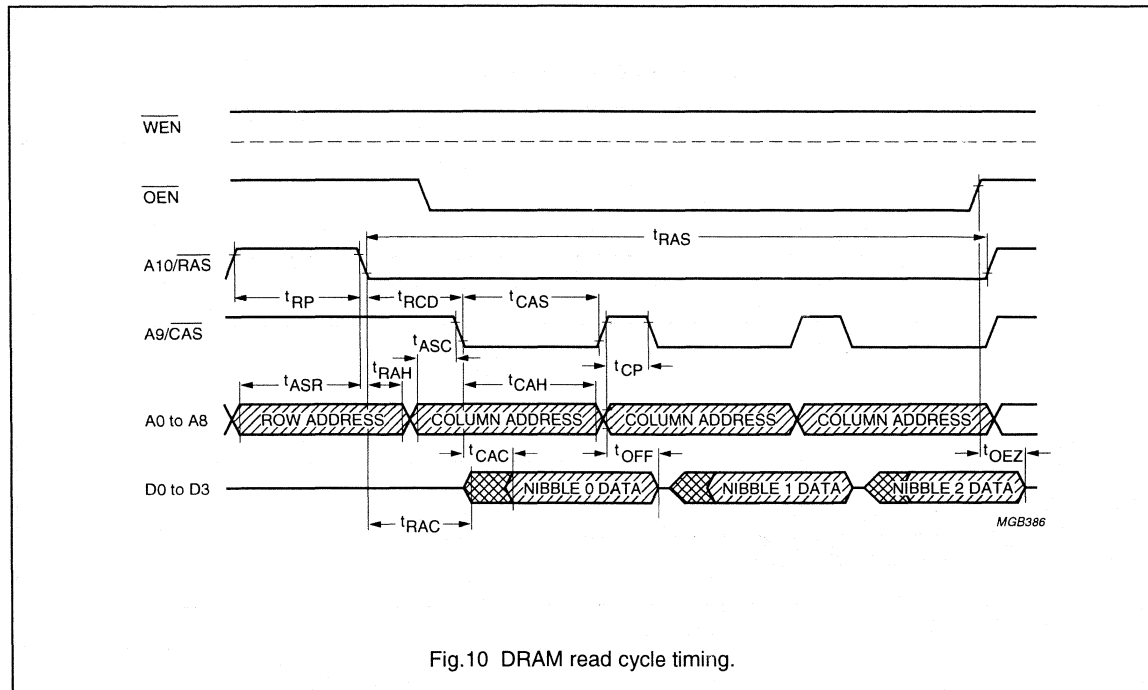 WEN
OEN
tRAS
A10/RAS
tRP
tRCD
tCAS
A9/CAS
tASC
tCP
tRAH
tASR
tCAH
A0 to A8
ROW ADDRESS
COLUMN ADDRESS
COLUMN ADDRESS
COLUMN ADDRESS
tCAC
tOFF
tOEZ
D0 to D3
NIBBLE 0 DATA
NIBBLE 1 DATA
NIBBLE 2 DATA
tRAC
MGB386
Fig.10 DRAM read cycle timing.